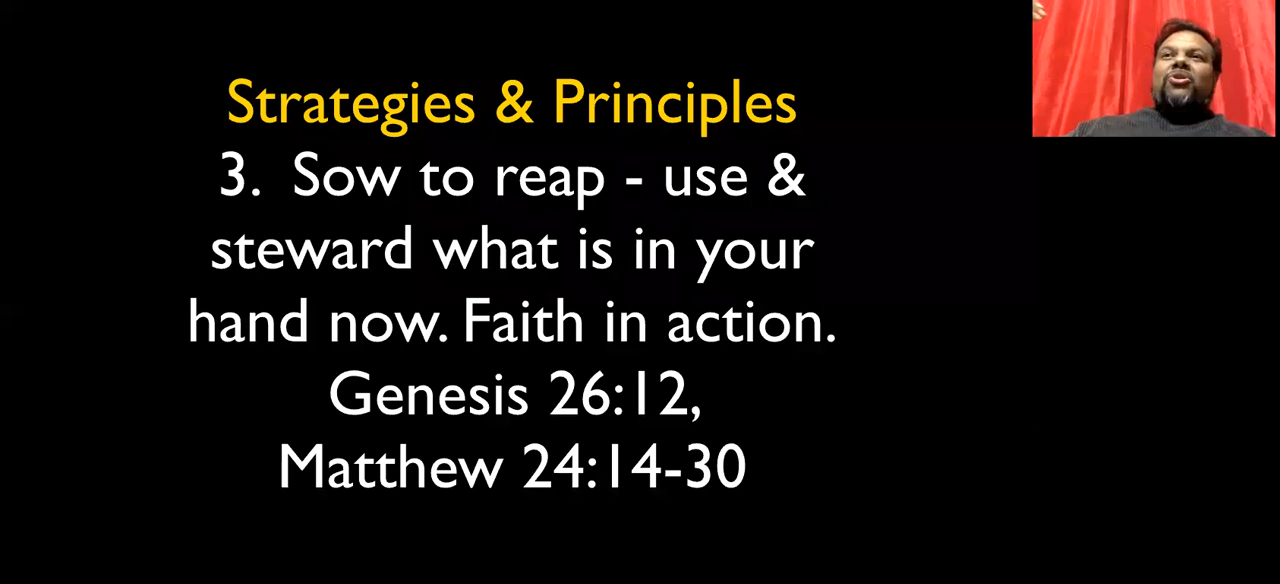 Strategies & Principles
3. Sow to reap - use &
steward what is in your
hand now. Faith in action.
Genesis 26:12,
Matthew 24:14-30